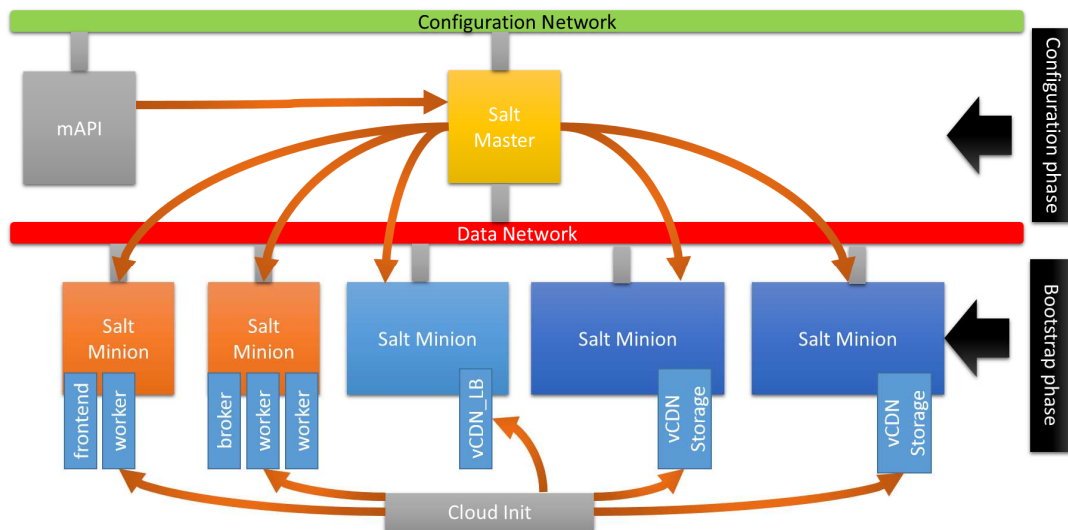 Configuration Network
mAPI
Salt
Master
Configuration phase
Data Network
Salt
Minion
Salt
Minion
Salt Minion
Salt Minion
Salt Minion
Bootstrap phase
frontend
worker
broker
worker
worker
vCDN_LB
vCDN
Storage
vCDN
Storage
Cloud Init